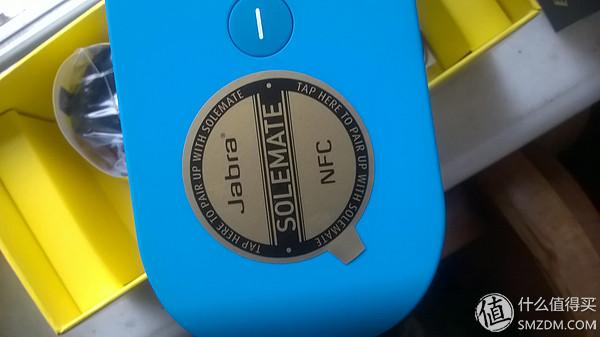 TAP HERE TO PAIR UP WITH SOLEMATE
Jabra®
SOLEMATE
NFC
TAP HERE TO PAIR UP WITH SOLEMATE
值 什么值得买
SMZDM.COM